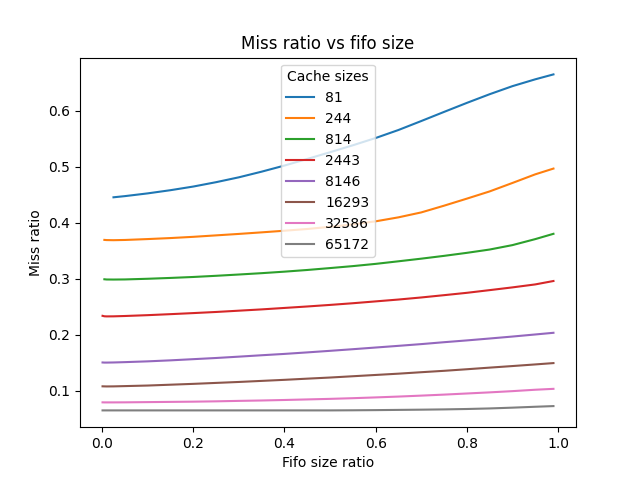 Miss ratio vs fifo size
Cache sizes
81
244
814
2443
8146
16293
32586
65172
0.6
0.5
0.4
0.3
0.2
0.1
Miss ratio
0.0 0.2 0.4 0.6 0.8 1.0
Fifo size ratio